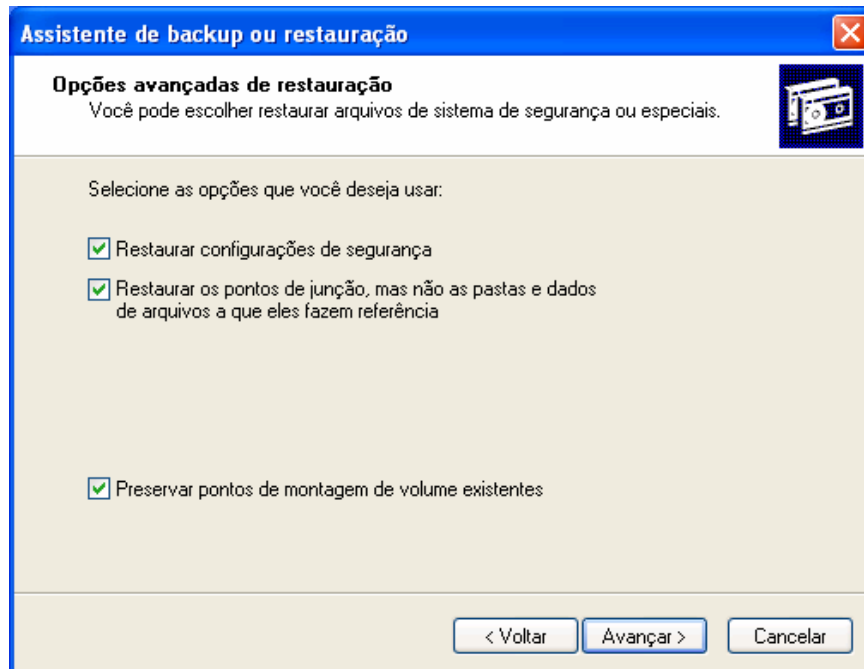 Assistente de backup ou restauração
Opções avançadas de restauração
Você pode escolher restaurar arquivos de sistema de segurança ou especiais.
Selecione as opções que você deseja usar:
Restaurar configurações de segurança
Restaurar os pontos de junção, mas não as pastas e dados
de arquivos a que eles fazem referência
Preservar pontos de montagem de volume existentes
< Voltar
Avançar >
Cancelar